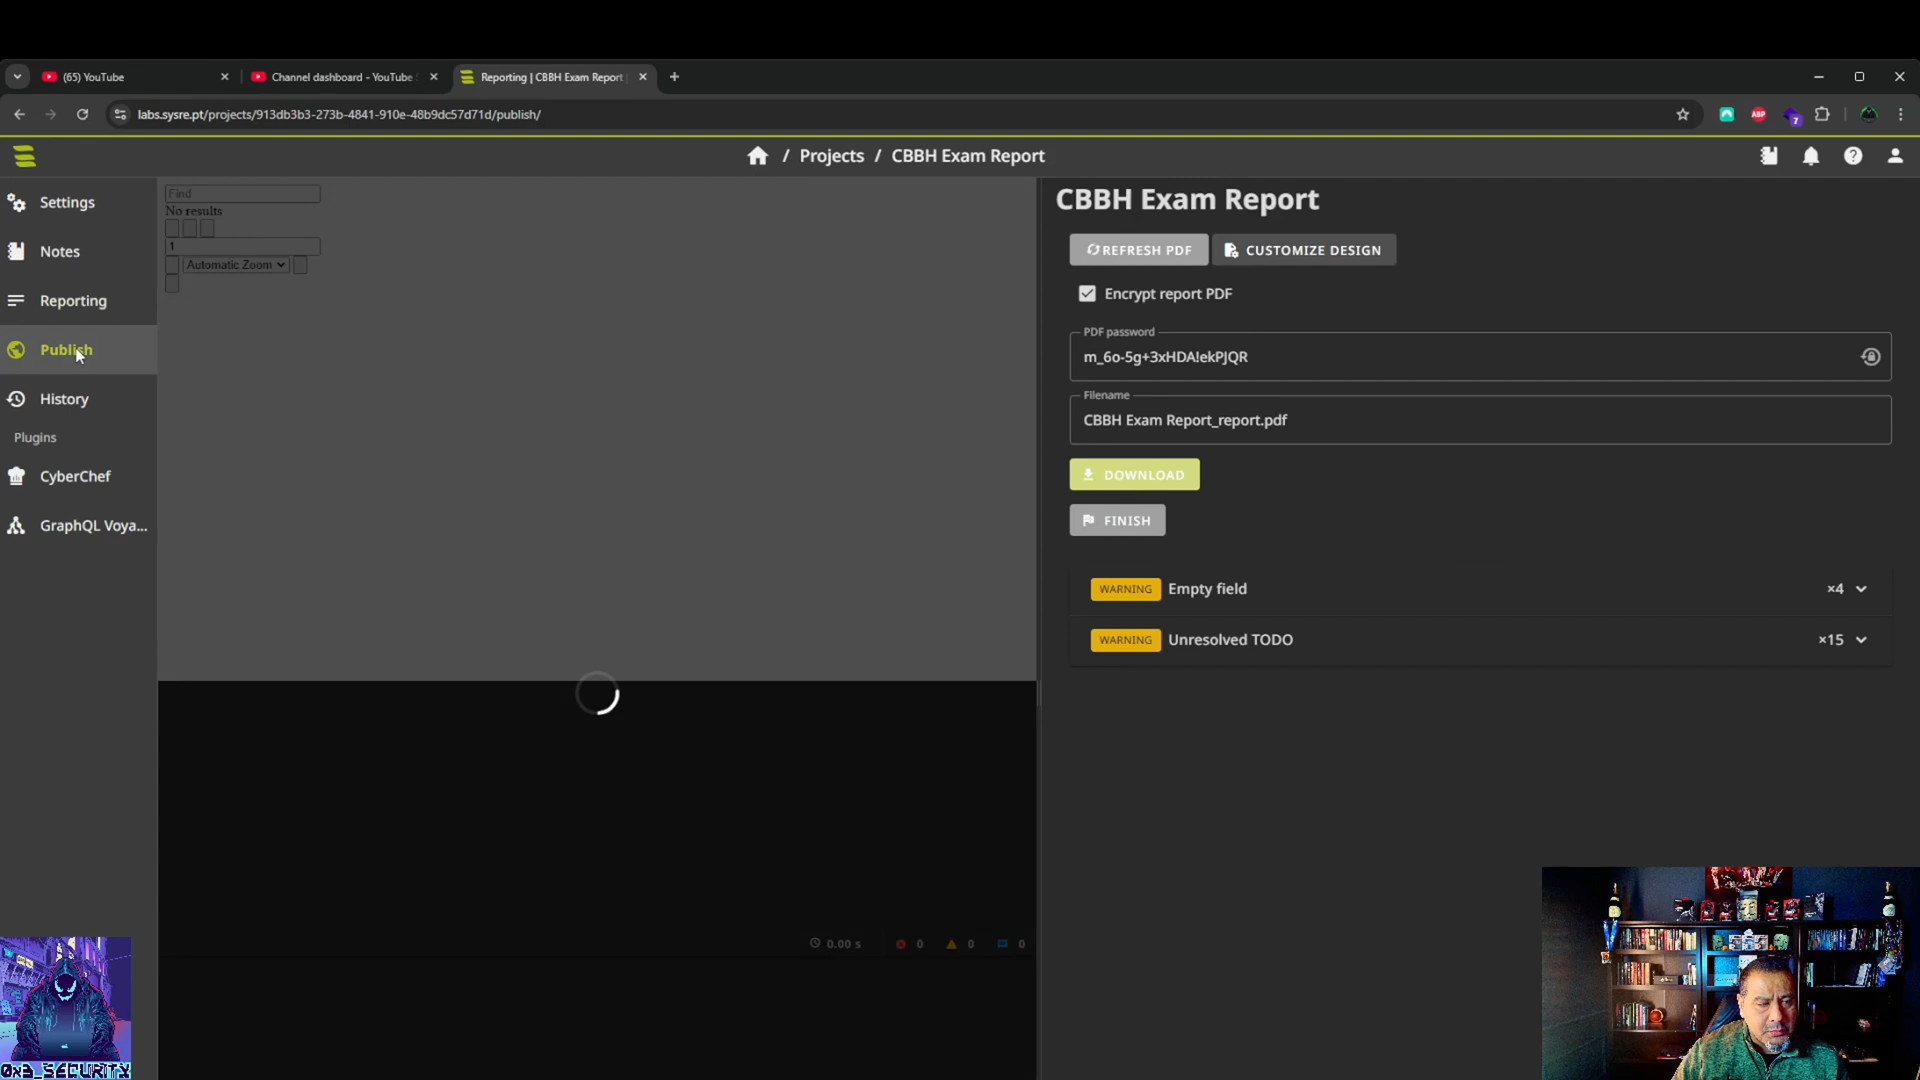 (65) YouTube
Channel dashboard - YouTube
Reporting | CBBH Exam Report
labs.sysre.pt/projects/913db3b3-273b-4841-910e-48b9dc57d71d/publish/
ABP
7
/ Projects / CBBH Exam Report
Settings
Notes
Reporting
Publish
History
Plugins
CyberChef
GraphQL Voya...
Find
No results
1
Automatic Zoom
0.00 s
0
0
0
CBBH Exam Report
REFRESH PDF
CUSTOMIZE DESIGN
Encrypt report PDF
PDF password
m_6o-5g+3xHDA!ekPJQR
Filename
CBBH Exam Report_report.pdf
DOWNLOAD
FINISH
WARNING Empty field ×4
WARNING Unresolved TODO ×15
0x3_SECURITY